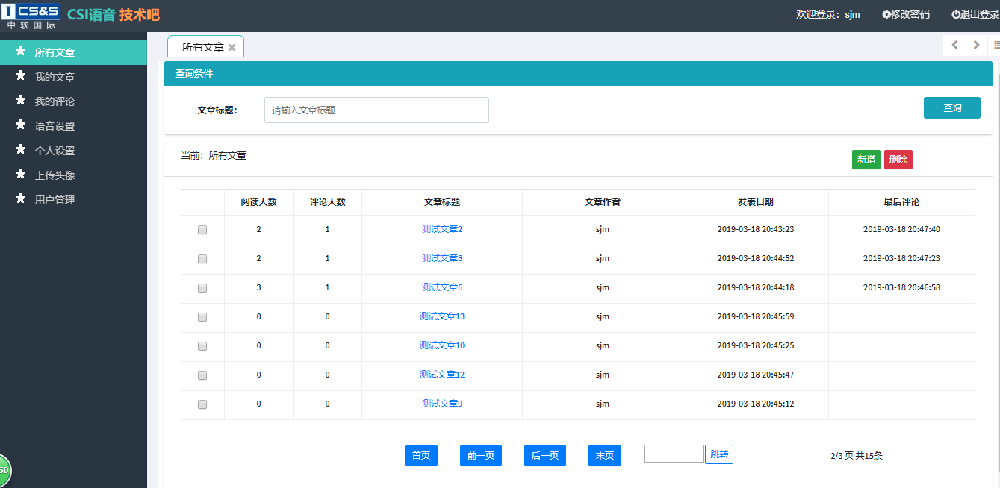 CS&S CSI语音 技术吧 欢迎登录：sjm 修改密码 退出登录
中软国际
所有文章
我的文章
我的评论
语音设置
个人设置
上传头像
用户管理
所有文章
查询条件
文章标题： 请输入文章标题 查询
当前：所有文章 新增 删除
阅读人数 评论人数 文章标题 文章作者 发表日期 最后评论
2 1 测试文章2 sjm 2019-03-18 20:43:23 2019-03-18 20:47:40
2 1 测试文章8 sjm 2019-03-18 20:44:52 2019-03-18 20:47:23
3 1 测试文章6 sjm 2019-03-18 20:44:18 2019-03-18 20:46:58
0 0 测试文章13 sjm 2019-03-18 20:45:59
0 0 测试文章10 sjm 2019-03-18 20:45:25
0 0 测试文章12 sjm 2019-03-18 20:45:47
0 0 测试文章9 sjm 2019-03-18 20:45:12
首页 前一页 后一页 末页 跳转 2/3 页 共15条